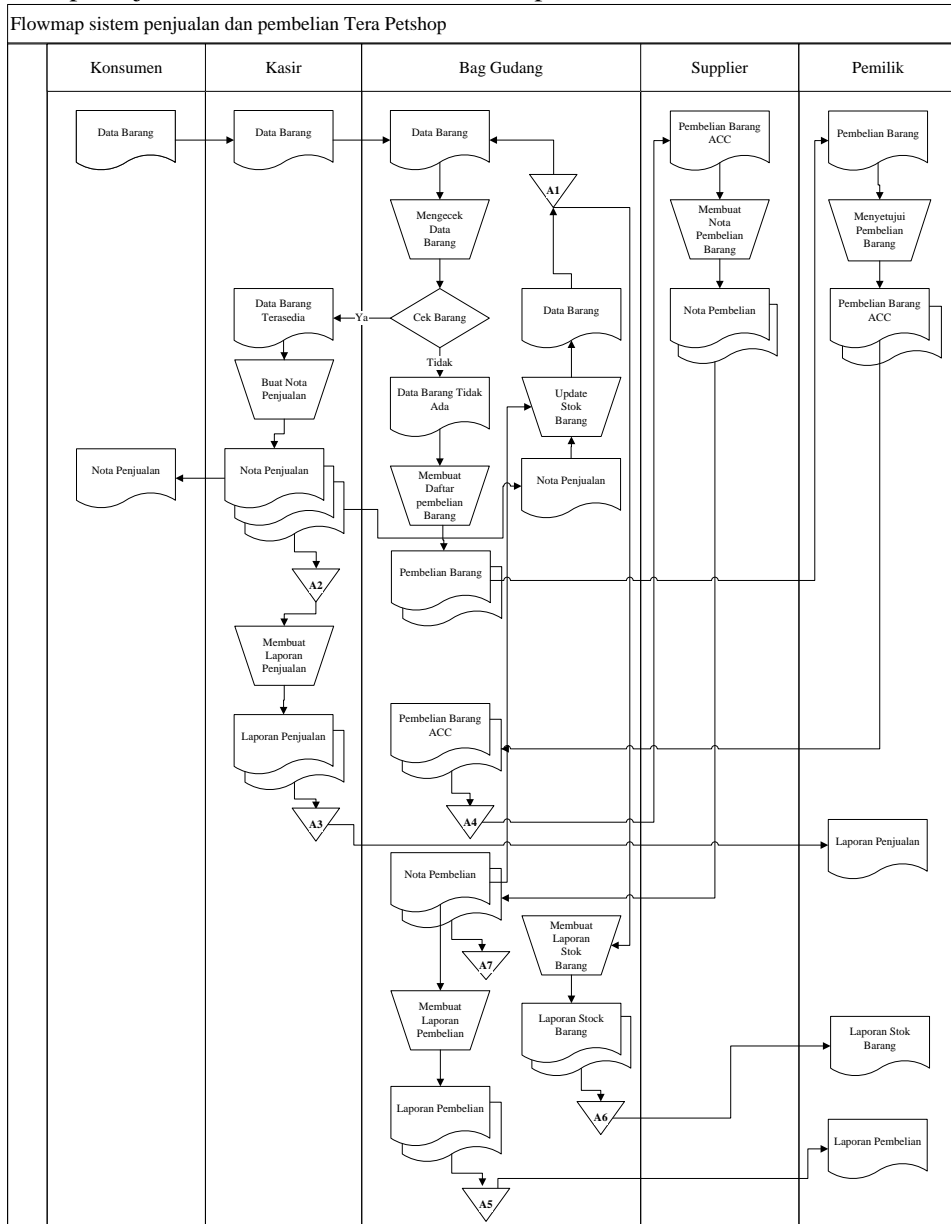 Flowmap sistem penjualan dan pembelian Tera Petshop
Konsumen
Kasir
Bag Gudang
Supplier
Pemilik
Data Barang
Data Barang
Data Barang
A1
Pembelian Barang
ACC
Pembelian Barang
Mengecek
Data
Barang
Membuat
Nota
Pembelian
Barang
Menyetujui
Pembelian
Barang
Data Barang
Terasedia
Ya
Cek Barang
Data Barang
Nota Pembelian
Pembelian Barang
ACC
Tidak
Buat Nota
Penjualan
Data Barang Tidak
Ada
Update
Stok
Barang
Nota Penjualan
Nota Penjualan
Membuat
Daftar
pembelian
Barang
Nota Penjualan
A2
Pembelian Barang
Membuat
Laporan
Penjualan
Laporan Penjualan
Pembelian Barang
ACC
A3
A4
Laporan Penjualan
Nota Pembelian
Membuat
Laporan
Stok
Barang
A7
Membuat
Laporan
Pembelian
Laporan Stock
Barang
Laporan Stok
Barang
Laporan Pembelian
A6
Laporan Pembelian
A5